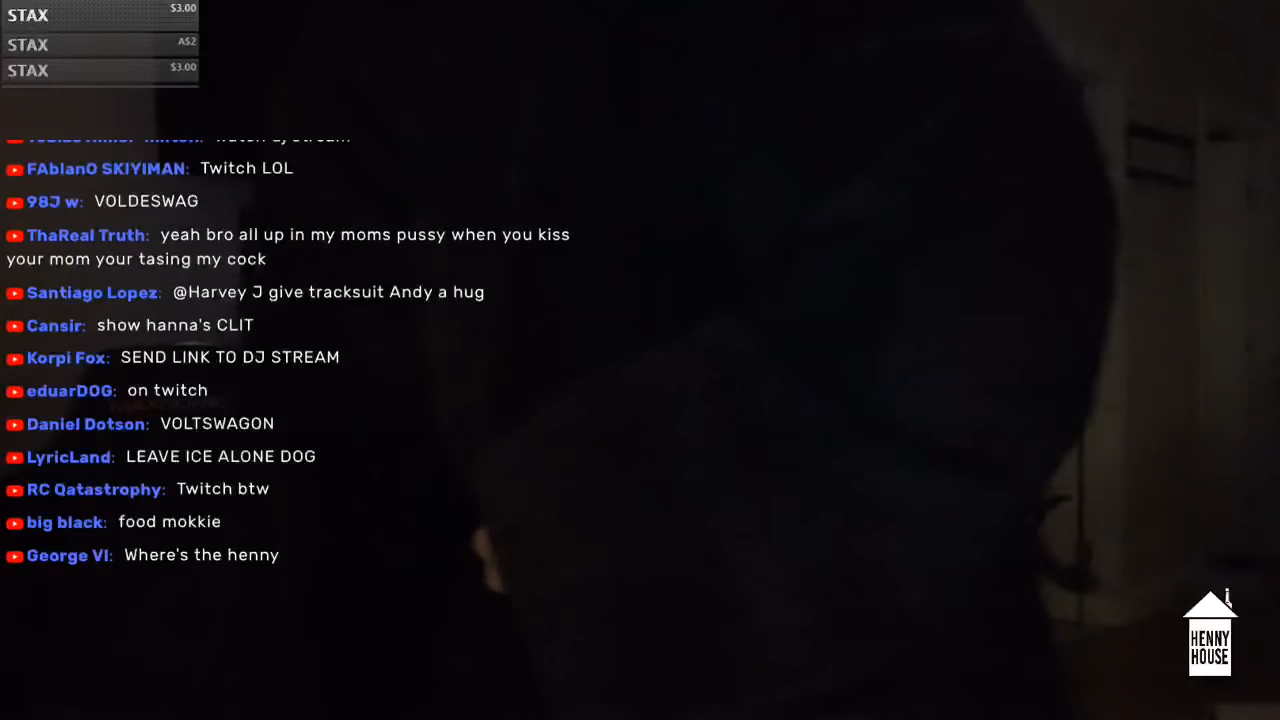 STAX $3.00
STAX A$2
STAX $3.00
FAblanO SKIYIMAN: Twitch LOL
98J w: VOLDESWAG
ThaReal Truth: yeah bro all up in my moms pussy when you kiss
your mom your tasing my cock
Santiago Lopez: @Harvey J give tracksuit Andy a hug
Cansir: show hanna's CLIT
Korpi Fox: SEND LINK TO DJ STREAM
eduarDOG: on twitch
Daniel Dotson: VOLTSWAGON
LyricLand: LEAVE ICE ALONE DOG
RC Qatastrophy: Twitch btw
big black: food mokkie
George VI: Where's the henny
HENNY
HOUSE